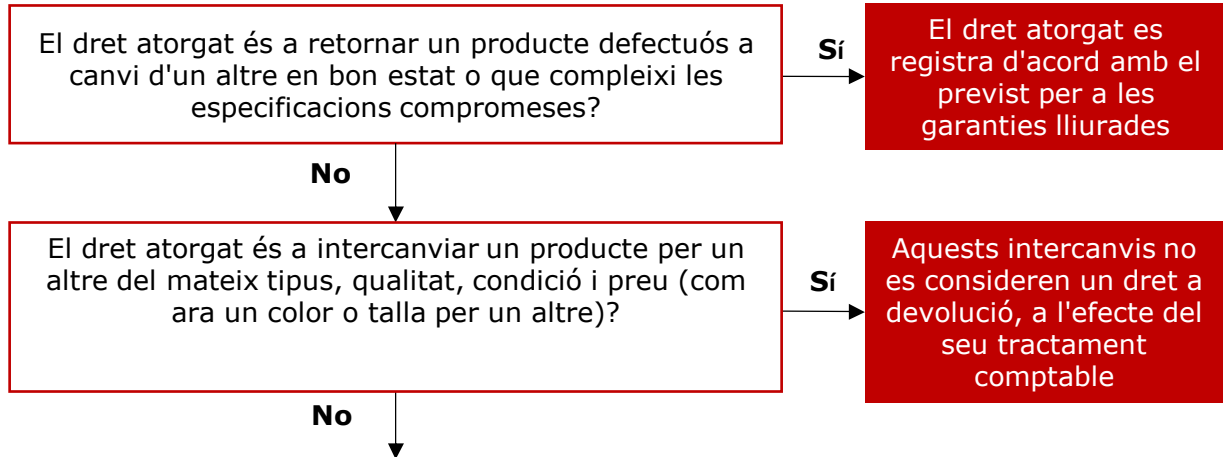 El dret atorgat és a retornar un producte defectuós a
canvi d'un altre en bon estat o que compleixi les
especificacions compromeses?
Sí
El dret atorgat es
registra d'acord amb el
previst per a les
garanties lliurades
No
El dret atorgat és a intercanviar un producte per un
altre del mateix tipus, qualitat, condició i preu (com
ara un color o talla per un altre)?
Sí
Aquests intercanvis no
es consideren un dret a
devolució, a l'efecte del
seu tractament
comptable
No